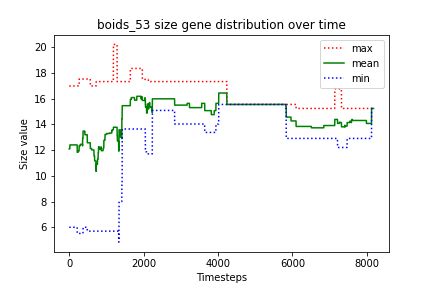 boids_53 size gene distribution over time
max
mean
min
Size value
20
18
16
14
12
10
8
6
0
2000
4000
6000
8000
Timesteps